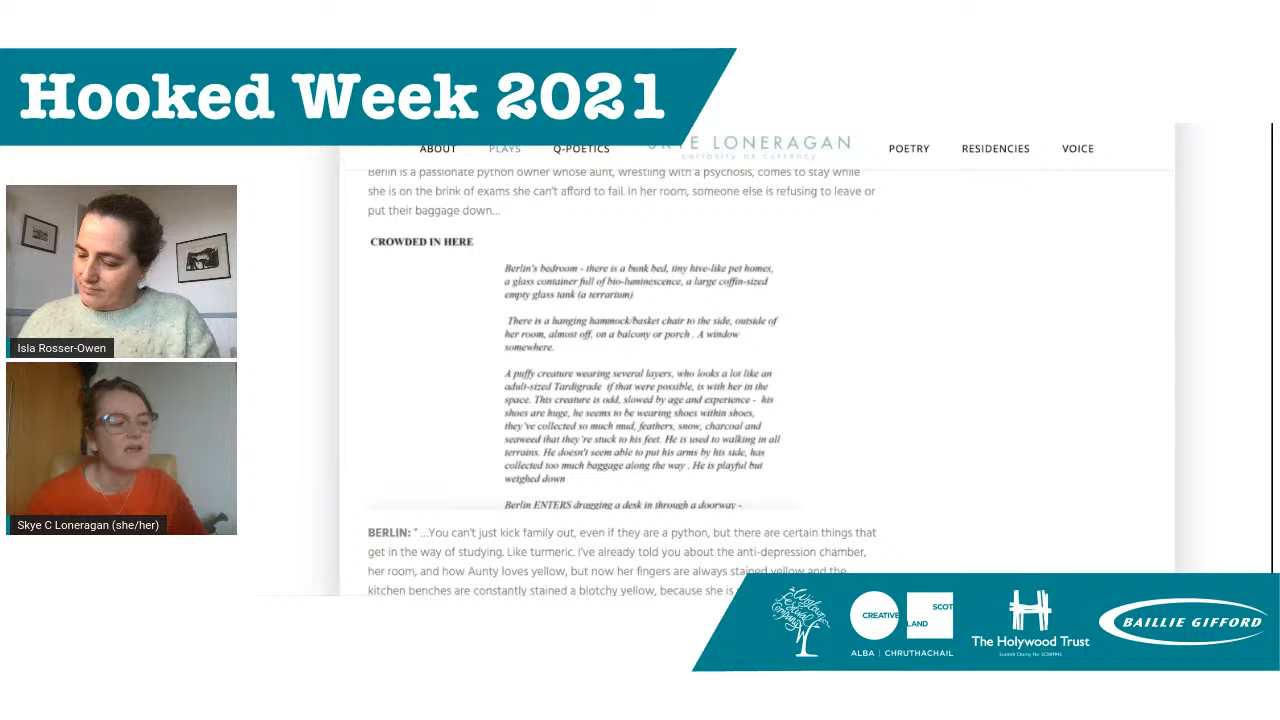 Hooked Week 2021
ABOUT PLAYS Q-POETICS SKYE LONERAGAN POETRY RESIDENCIES VOICE
curiosity as currency
Berlin is a passionate python owner whose aunt, wrestling with a psychosis, comes to stay while
she is on the brink of exams she can't afford to fail. In her room, someone else is refusing to leave or
put their baggage down…
CROWDED IN HERE
Berlin's bedroom - there is a bunk bed, tiny hive-like pet homes,
a glass container full of bio-luminescence, a large coffin-sized
empty glass tank (a terrarium)
There is a hanging hammock/basket chair to the side, outside of
her room, almost off, on a balcony or porch . A window
somewhere.
A puffy creature wearing several layers, who looks a lot like an
adult-sized Tardigrade if that were possible, is with her in the
space. This creature is odd, slowed by age and experience - his
shoes are huge, he seems to be wearing shoes within shoes,
they've collected so much mud, feathers, snow, charcoal and
seaweed that they're stuck to his feet. He is used to walking in all
terrains. He doesn't seem able to put his arms by his side, has
collected too much baggage along the way . He is playful but
weighed down
Berlin ENTERS dragging a desk in through a doorway -
BERLIN: "…You can't just kick family out, even if they are a python, but there are certain things that
get in the way of studying. Like turmeric. I've already told you about the anti-depression chamber,
her room, and how Aunty loves yellow, but now her fingers are always stained yellow and the
kitchen benches are constantly stained a blotchy yellow, because she is
Isla Rosser-Owen
Skye C Loneragan (she/her)
Wigtown Festival Company
CREATIVE SCOTLAND
ALBA | CHRUTHACHAIL
The Holywood Trust
BAILLIE GIFFORD